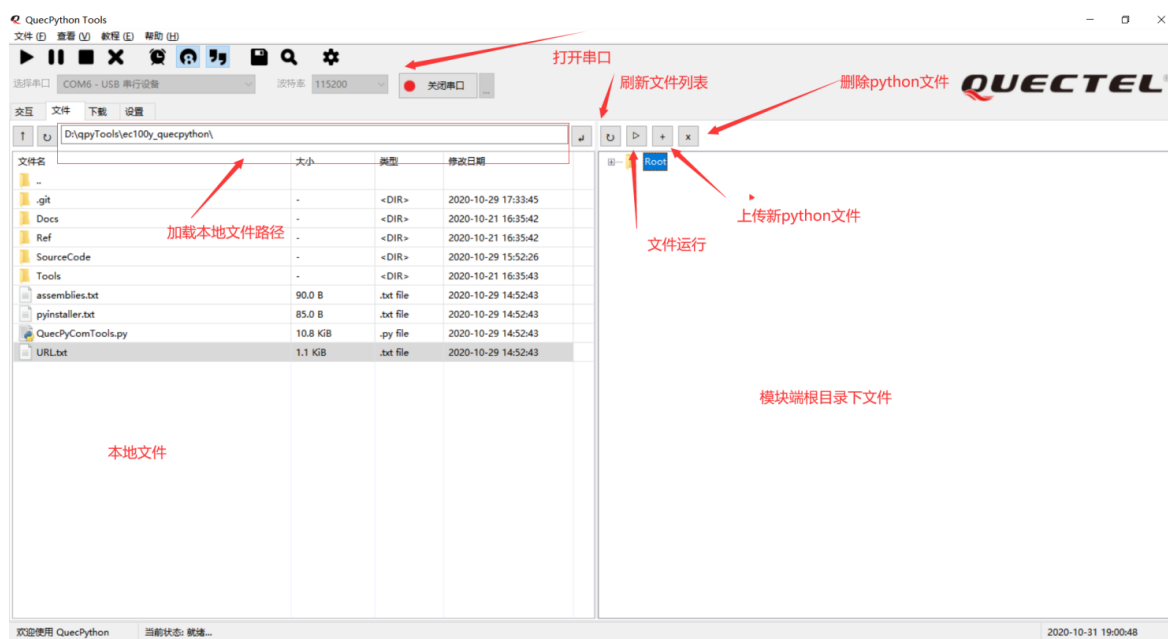 QuecPython Tools
文件 (F) 查看 (V) 教程 (E) 帮助 (H)
打开串口
选择串口 COM6 - USB 串行设备 波特率 115200 关闭串口 ...
刷新文件列表
删除python文件
QUECTEL
交互 文件 下载 设置
D:\qpyTools\ec100y_quecpython\
文件名 大小 类型 修改日期
Root
..
.git - <DIR> 2020-10-29 17:33:45
Docs - <DIR> 2020-10-21 16:35:42
上传新python文件
加载本地文件路径
Ref - <DIR> 2020-10-21 16:35:42
文件运行
SourceCode - <DIR> 2020-10-29 15:52:26
Tools - <DIR> 2020-10-21 16:35:43
assemblies.txt 90.0 B .txt file 2020-10-29 14:52:43
pyinstaller.txt 85.0 B .txt file 2020-10-29 14:52:43
QuecPyComTools.py 10.8 KiB .py file 2020-10-29 14:52:43
URL.txt 1.1 KiB .txt file 2020-10-29 14:52:43
模块端根目录下文件
本地文件
欢迎使用 QuecPython 当前状态: 就绪... 2020-10-31 19:00:48